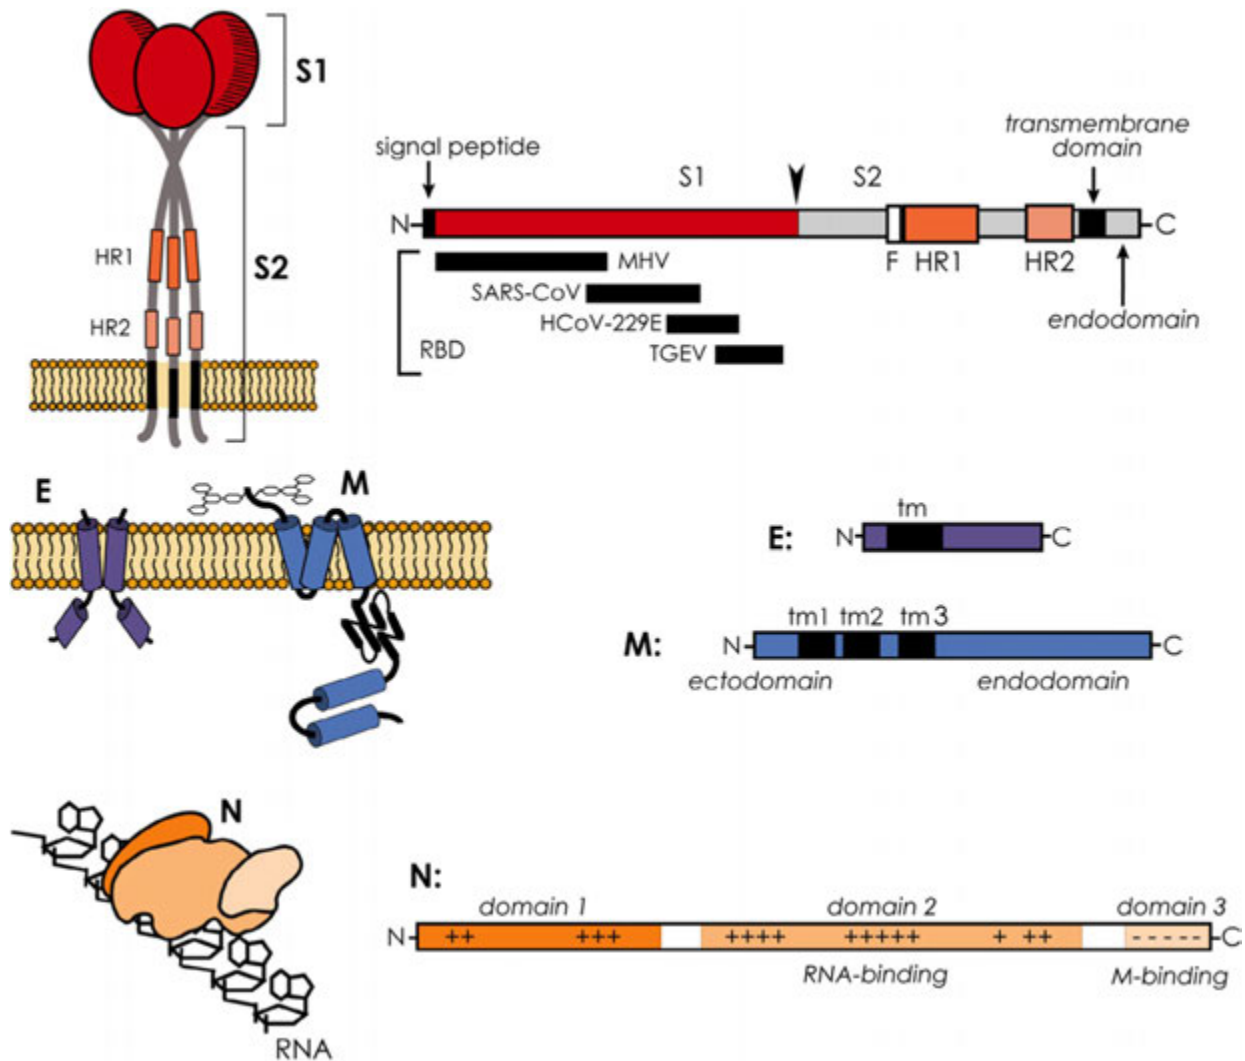 S1
S2
HR1
HR2
signal peptide
transmembrane
domain
S1
S2
N
C
F
HR1
HR2
endodomain
RBD
MHV
SARS-CoV
HCoV-229E
TGEV
E
M
E:
N
tm
C
M:
N
tm1
tm2
tm3
C
ectodomain
endodomain
N
RNA
N:
domain 1
domain 2
domain 3
N
++
+++
++++
+++++
+
++
- - - - -
C
RNA-binding
M-binding